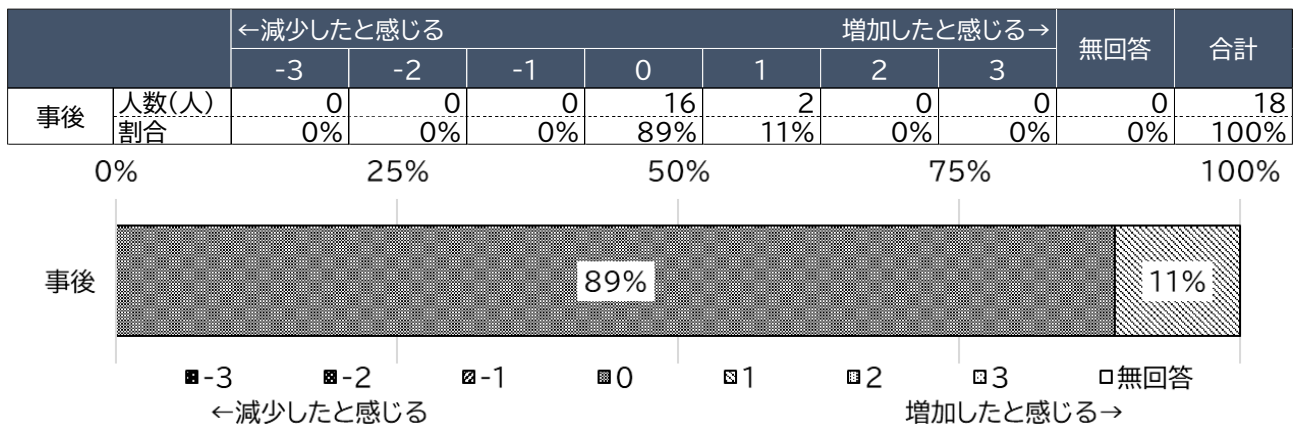 ←減少したと感じる 増加したと感じる→ 無回答 合計
-3 -2 -1 0 1 2 3
事後 人数(人) 0 0 0 16 2 0 0 0 18
割合 0% 0% 0% 89% 11% 0% 0% 0% 100%
0% 25% 50% 75% 100%
事後 89% 11%
-3 -2 -1 0 1 2 3 無回答
←減少したと感じる 増加したと感じる→